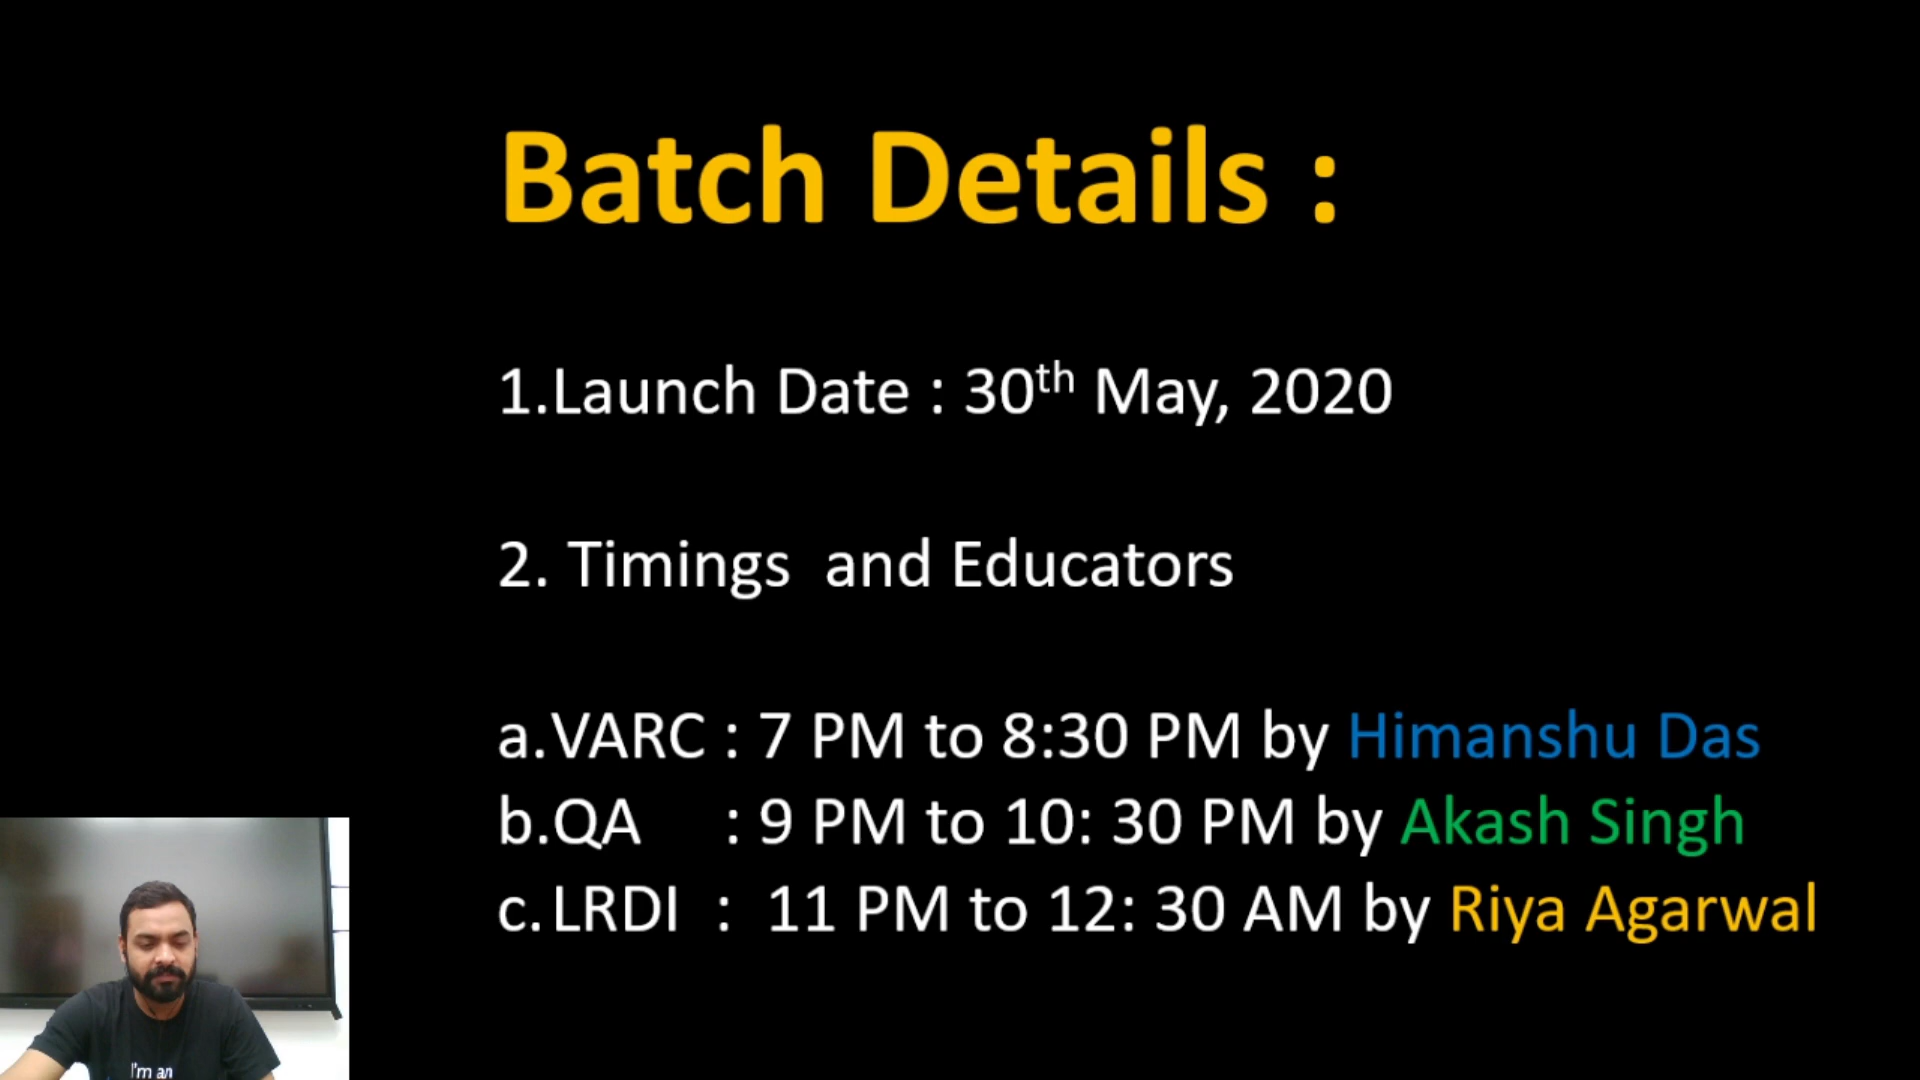 Batch Details :
1.Launch Date : 30th May, 2020
2. Timings and Educators
a.VARC : 7 PM to 8:30 PM by Himanshu Das
b.QA : 9 PM to 10: 30 PM by Akash Singh
c.LRDI : 11 PM to 12: 30 AM by Riya Agarwal
I'm an